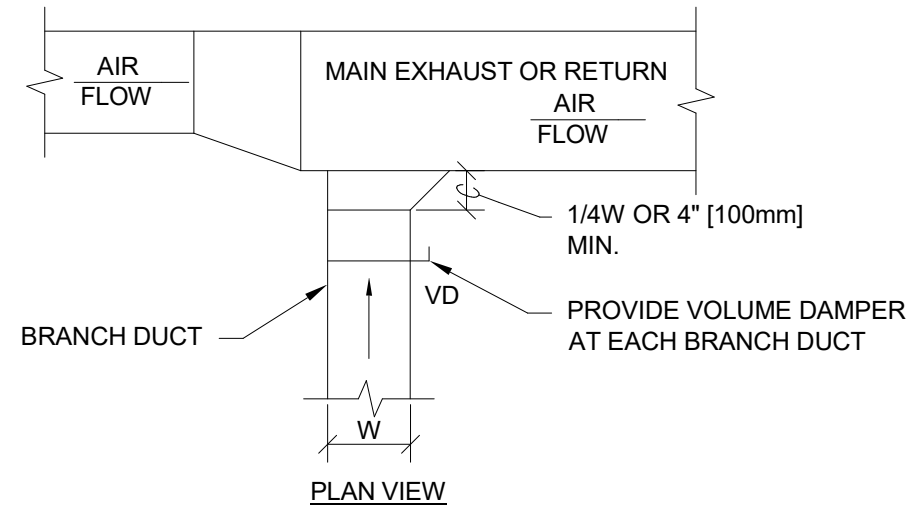 AIR
FLOW
MAIN EXHAUST OR RETURN
AIR
FLOW
1/4W OR 4" [100mm]
MIN.
VD
PROVIDE VOLUME DAMPER
AT EACH BRANCH DUCT
BRANCH DUCT
W
PLAN VIEW